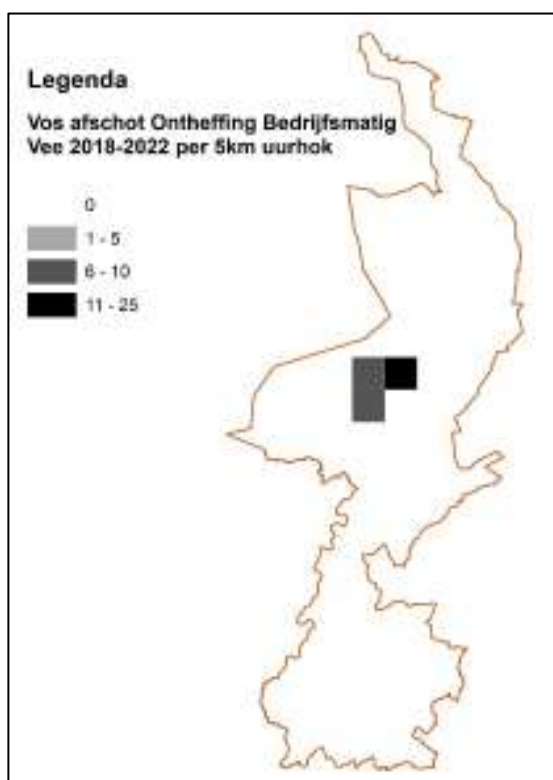 Legenda
Vos afschot Ontheffing Bedrijfsmatig
Vee 2018-2022 per 5km uurhok
0
1 - 5
6 - 10
11 - 25